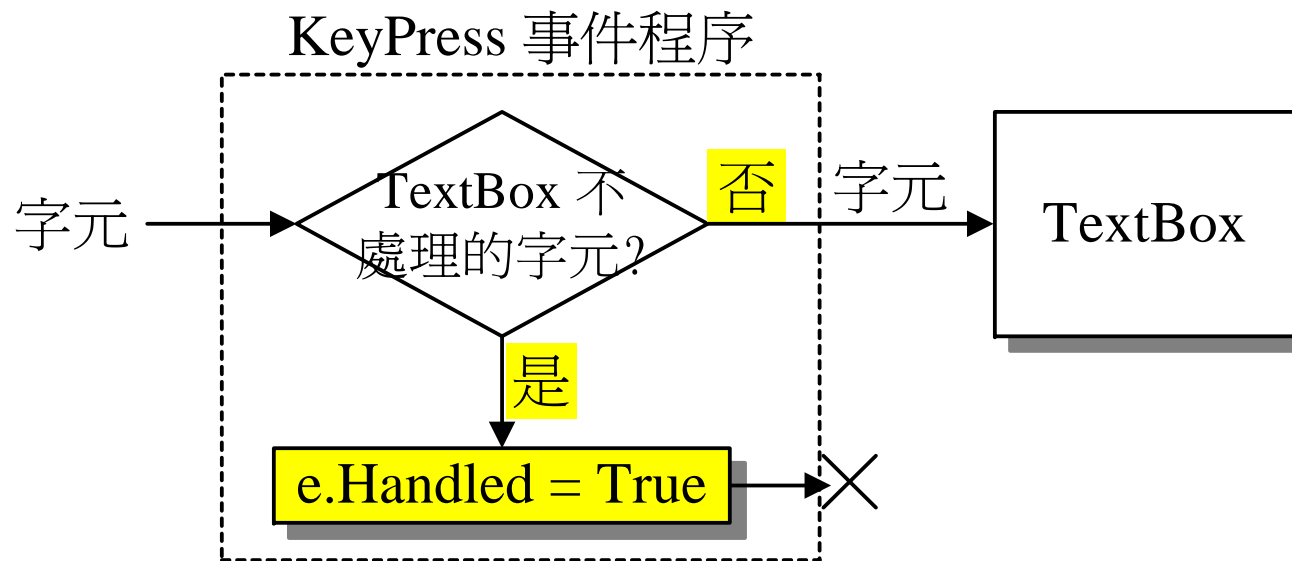 KeyPress 事件程序
字元
TextBox 不
處理的字元?
否
字元
TextBox
是
e.Handled = True